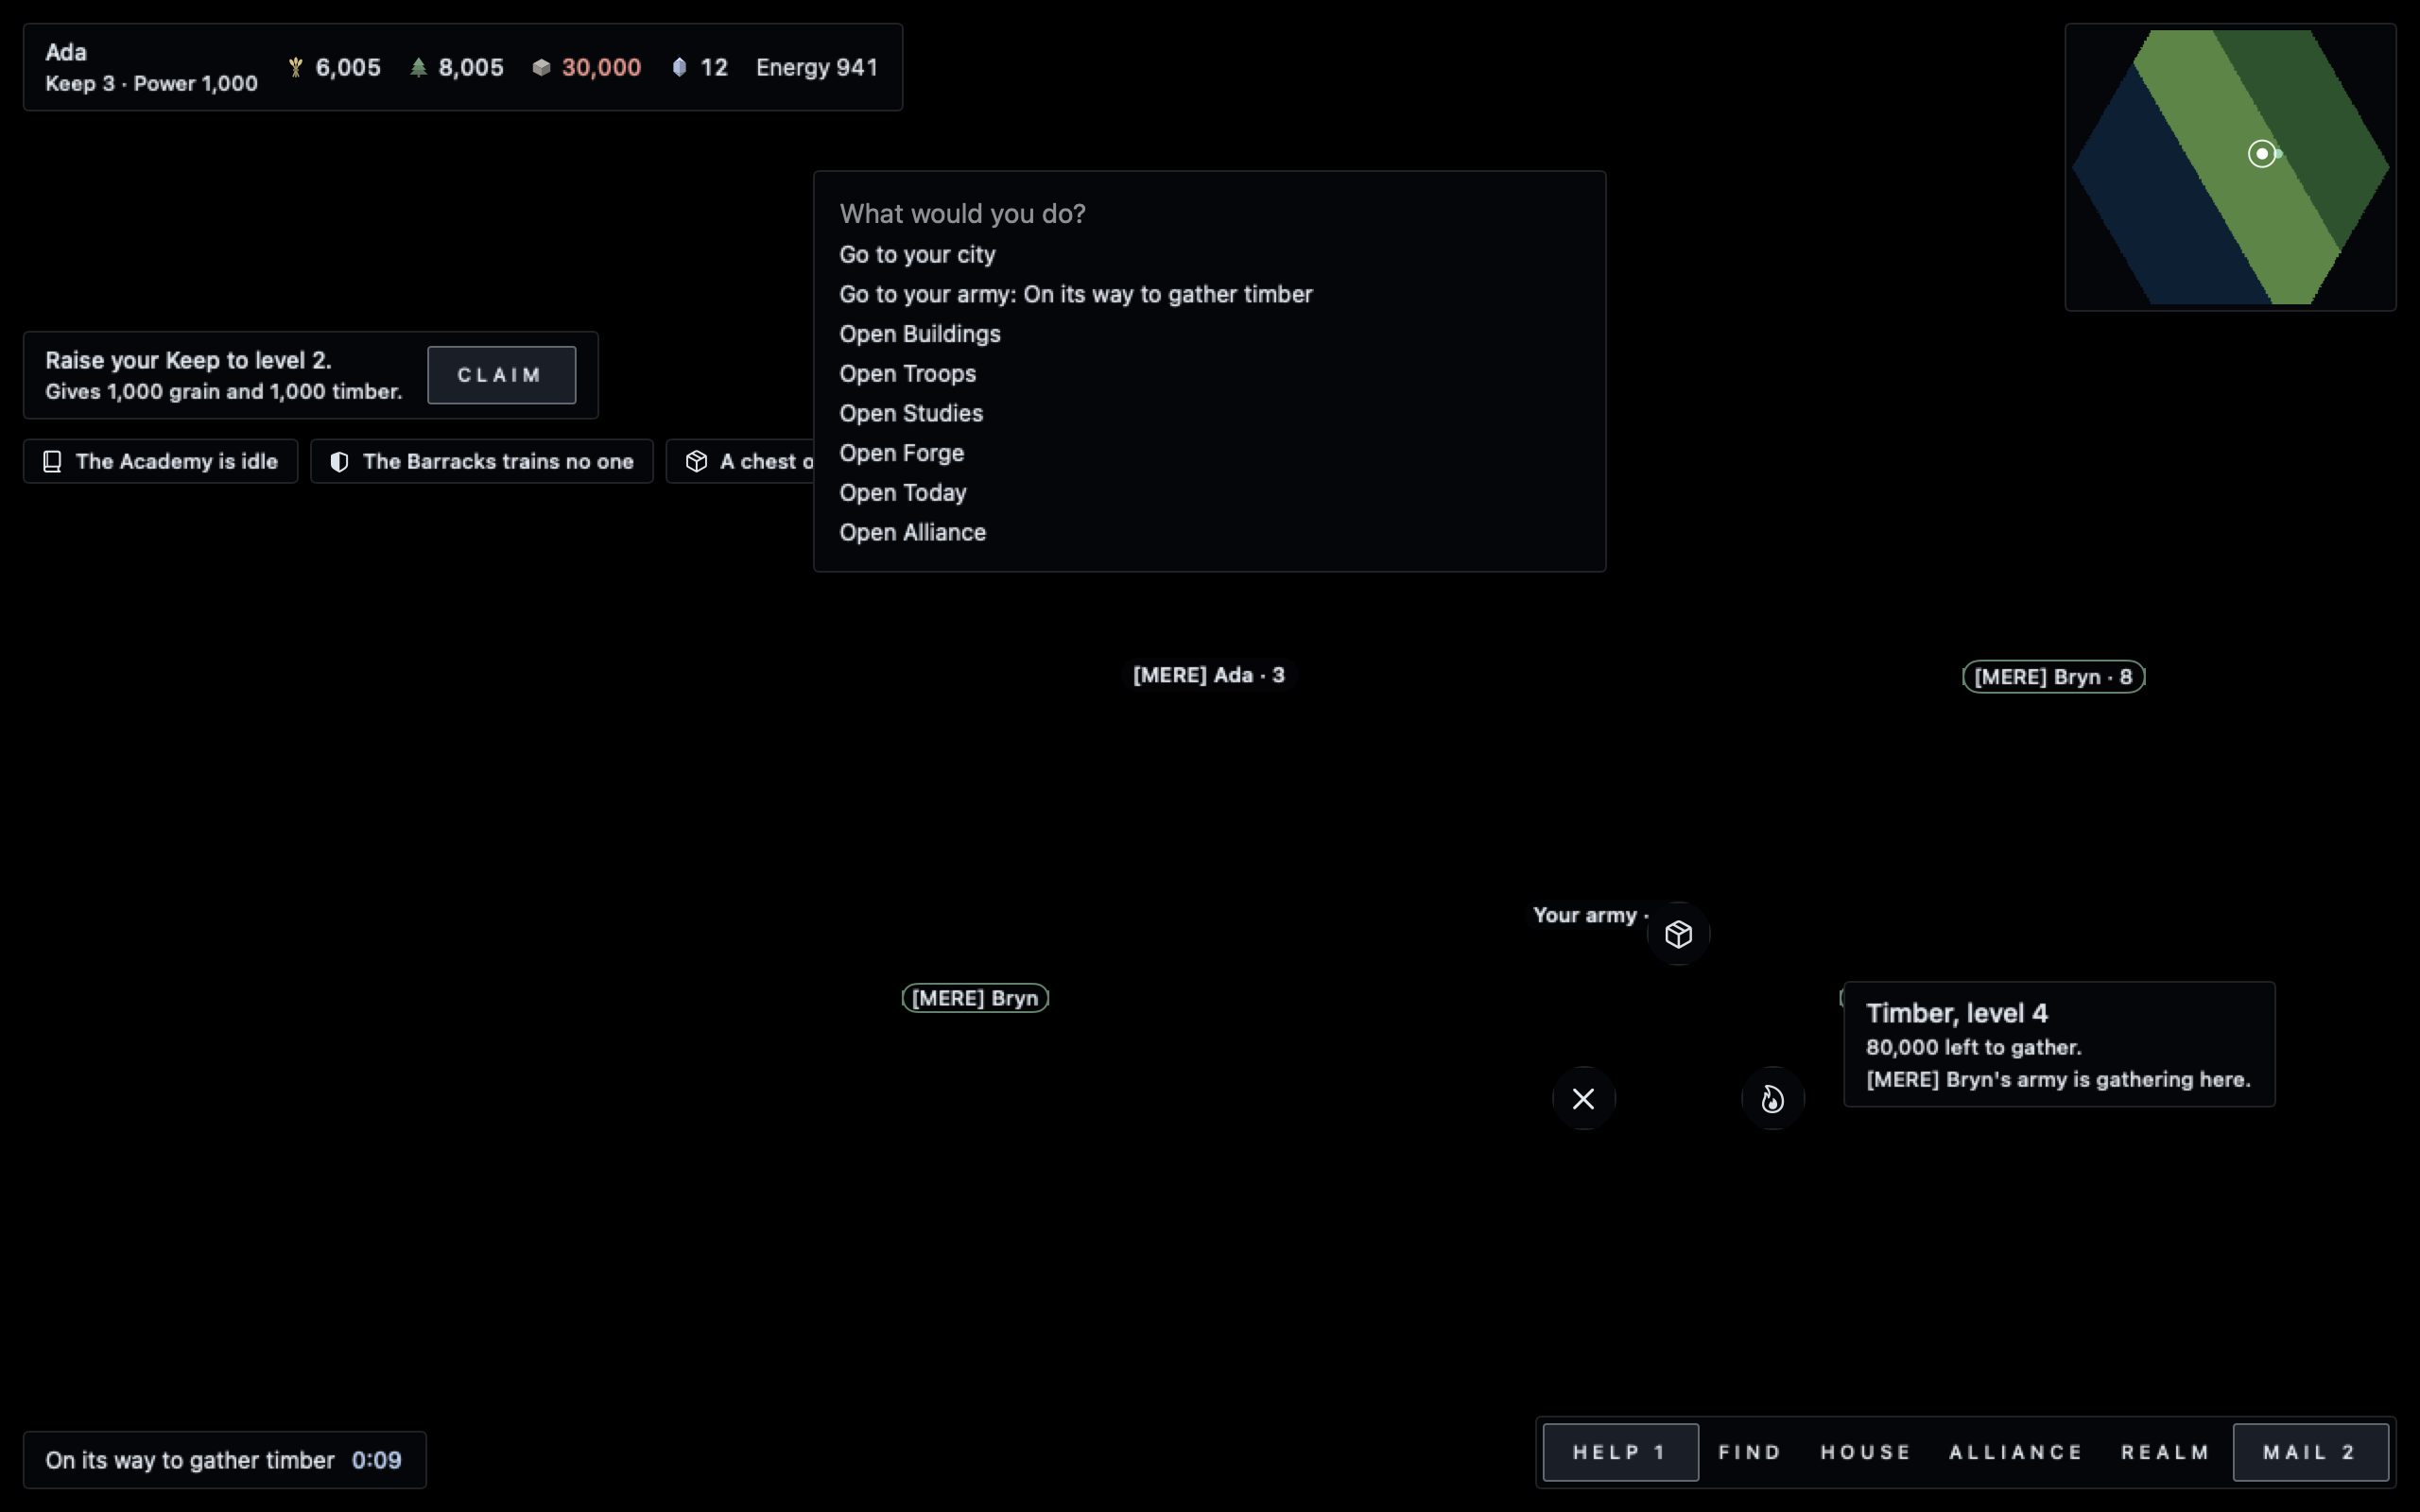 Ada
Keep 3 · Power 1,000
6,005
8,005
30,000
12
Energy 941
What would you do?
Go to your city
Go to your army: On its way to gather timber
Open Buildings
Open Troops
Open Studies
Open Forge
Open Today
Open Alliance
Raise your Keep to level 2.
Gives 1,000 grain and 1,000 timber.
CLAIM
The Academy is idle
The Barracks trains no one
A chest
[MERE] Ada · 3
[MERE] Bryn · 8
Your army ·
[MERE] Bryn
Timber, level 4
80,000 left to gather.
[MERE] Bryn's army is gathering here.
On its way to gather timber 0:09
HELP 1
FIND
HOUSE
ALLIANCE
REALM
MAIL 2